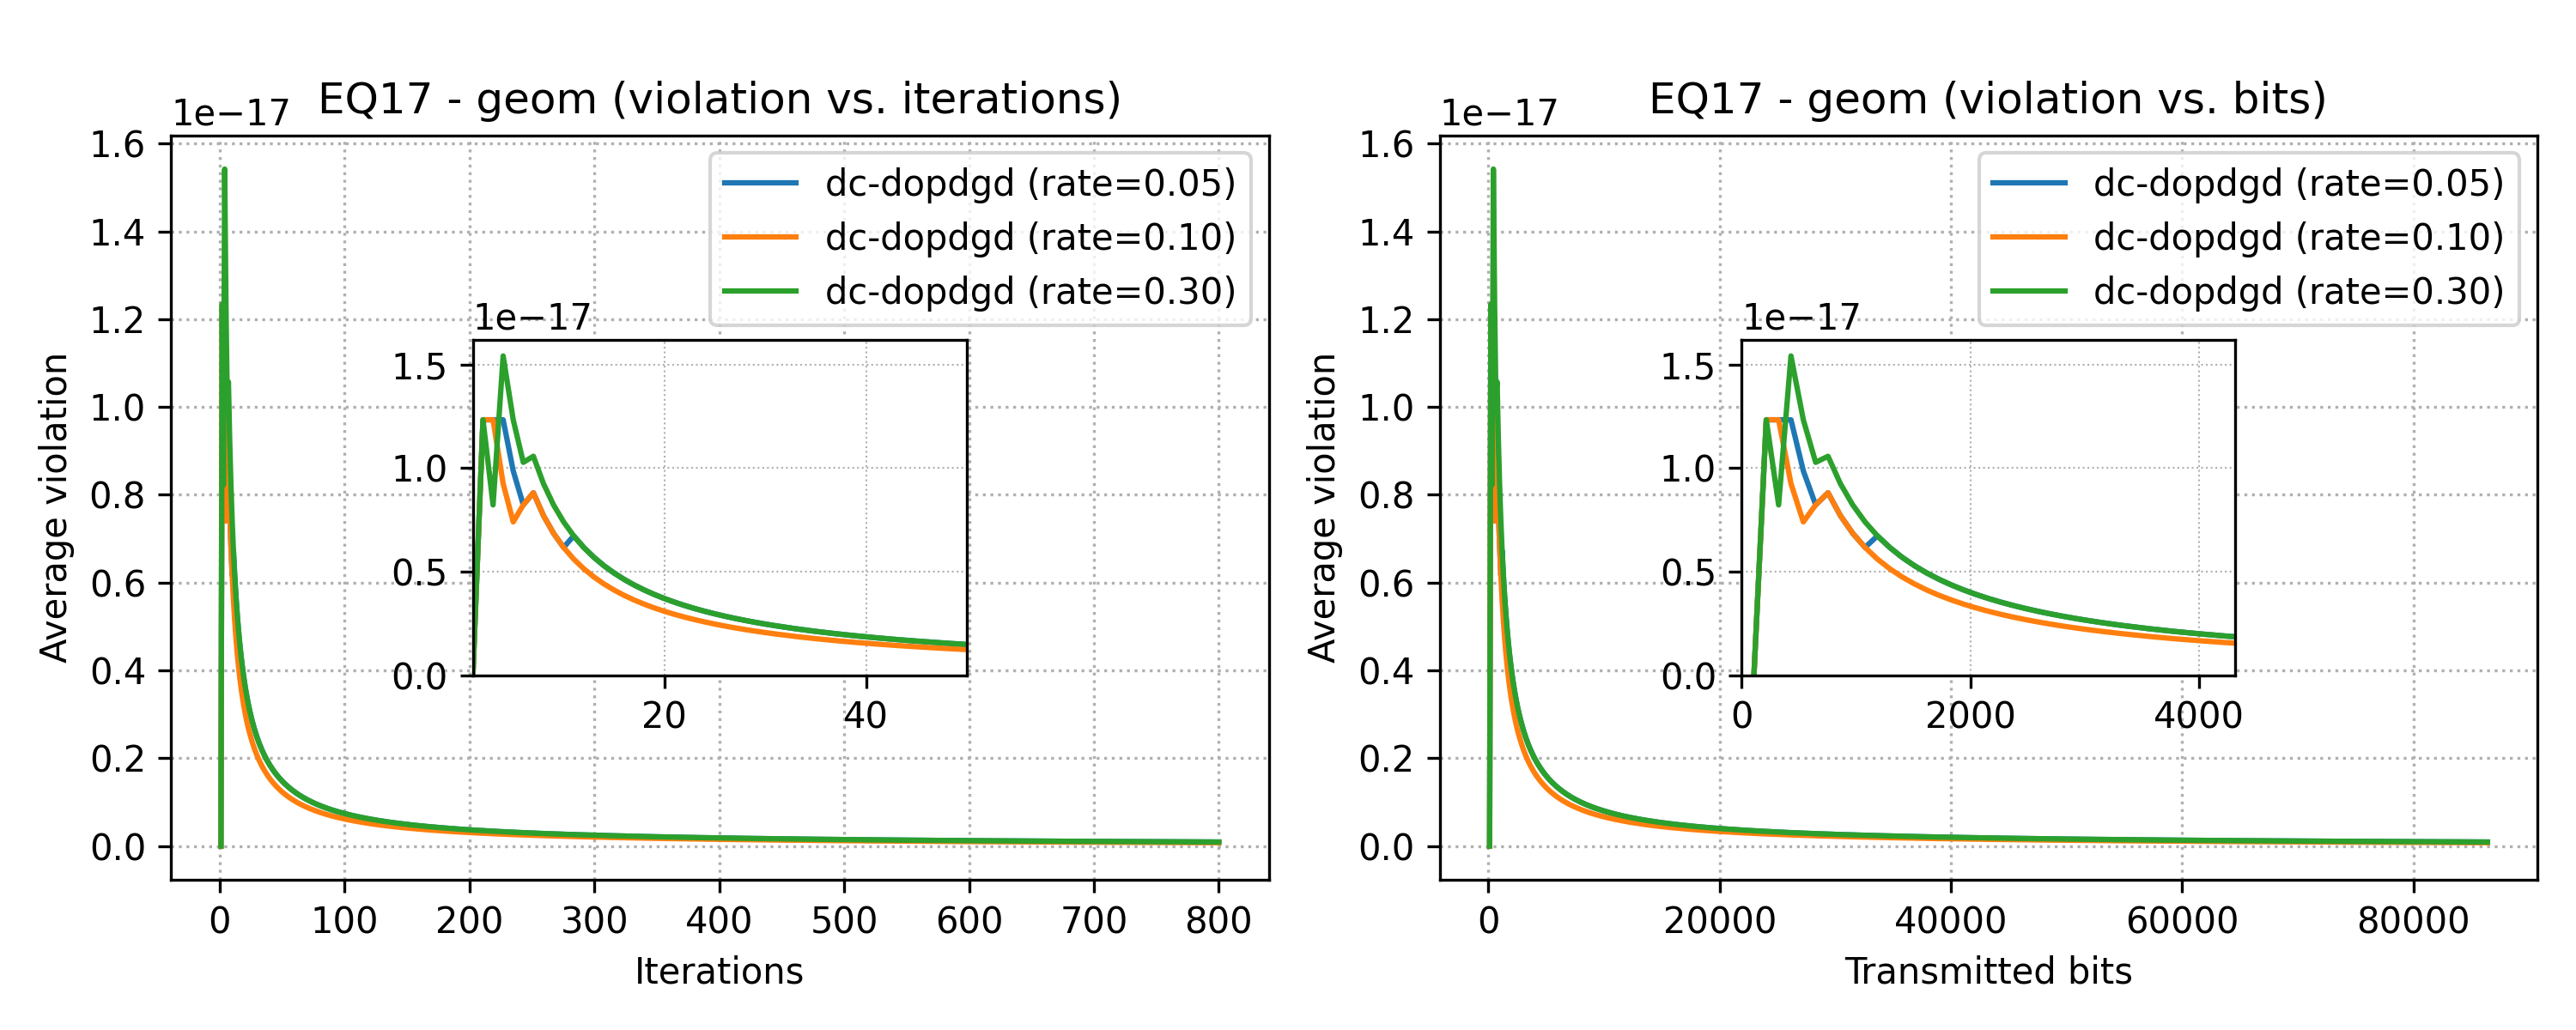 EQ17 - geom (violation vs. iterations)
1e−17
1.6
1.4
1.2
1.0
0.8
0.6
0.4
0.2
0.0
Average violation
dc-dopdgd (rate=0.05)
dc-dopdgd (rate=0.10)
dc-dopdgd (rate=0.30)
1e−17
1.5
1.0
0.5
0.0
20 40
0 100 200 300 400 500 600 700 800
Iterations
EQ17 - geom (violation vs. bits)
1e−17
1.6
1.4
1.2
1.0
0.8
0.6
0.4
0.2
0.0
Average violation
dc-dopdgd (rate=0.05)
dc-dopdgd (rate=0.10)
dc-dopdgd (rate=0.30)
1e−17
1.5
1.0
0.5
0.0
0 2000 4000
0 20000 40000 60000 80000
Transmitted bits